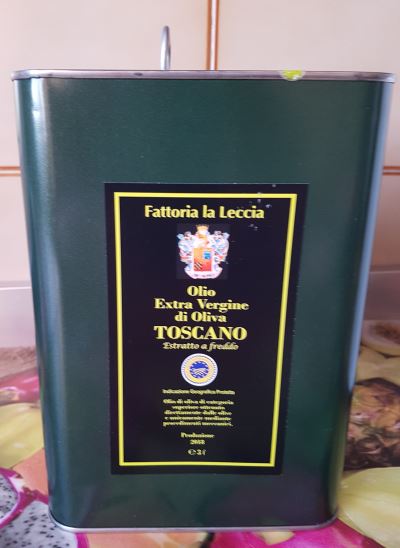 Fattoria la Leccia
Olio
Extra Vergine
di Oliva
TOSCANO
Estratto a freddo
Indicazione Geografica Protetta
Olio di oliva di categoria
superiore ottenuto
direttamente dalle olive
e unicamente mediante
procedimenti meccanici.
Produzione
2018